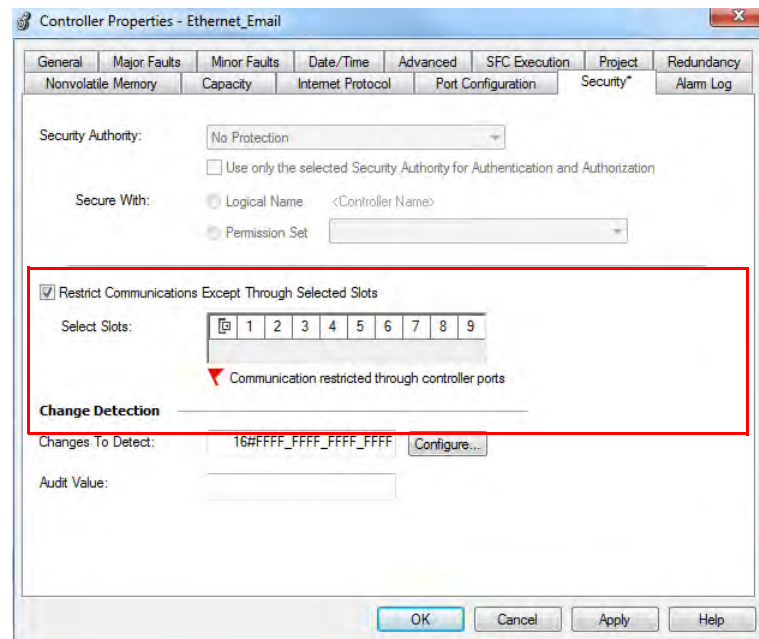 Controller Properties - Ethernet_Email
General Major Faults Minor Faults Date/Time Advanced SFC Execution Project Redundancy
Nonvolatile Memory Capacity Internet Protocol Port Configuration Security* Alarm Log
Security Authority: No Protection
Use only the selected Security Authority for Authentication and Authorization
Secure With: Logical Name <Controller Name>
Permission Set
Restrict Communications Except Through Selected Slots
Select Slots: 1 2 3 4 5 6 7 8 9
Communication restricted through controller ports
Change Detection
Changes To Detect: 16#FFFF_FFFF_FFFF_FFFF Configure...
Audit Value:
OK Cancel Apply Help